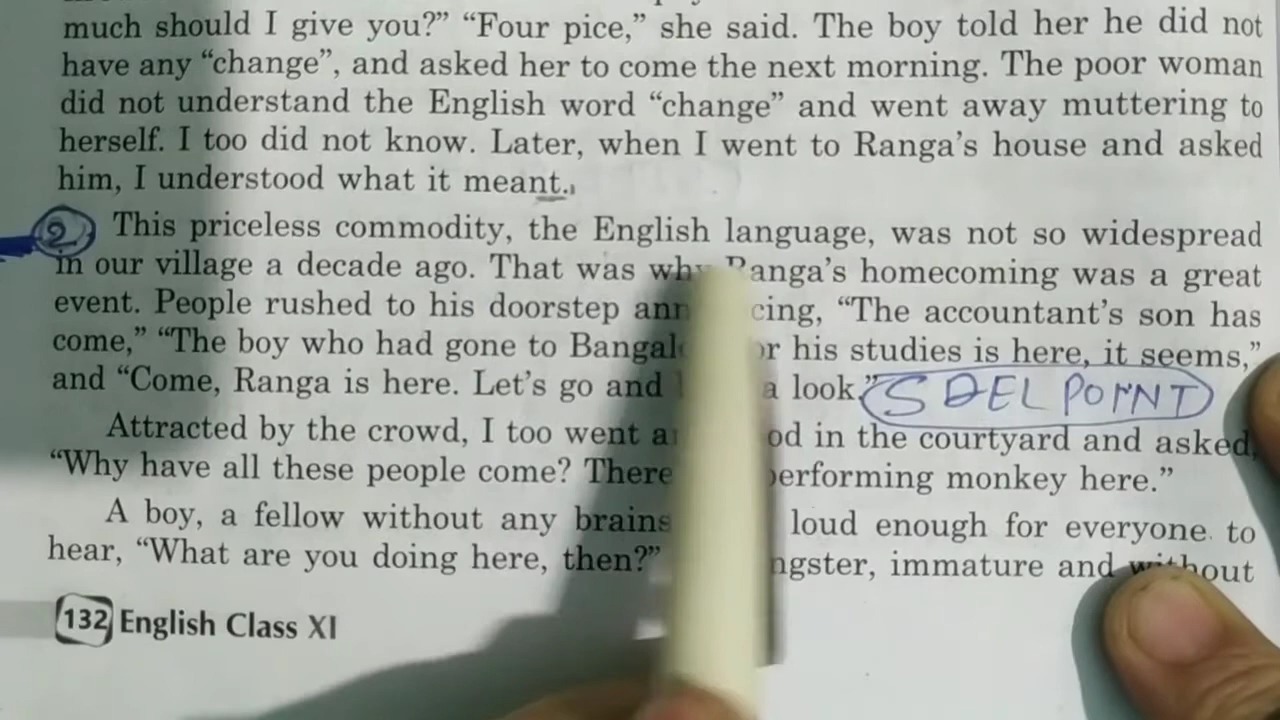 much should I give you?” “Four pice,” she said. The boy told her he did not
have any “change”, and asked her to come the next morning. The poor woman
did not understand the English word “change” and went away muttering to
herself. I too did not know. Later, when I went to Ranga’s house and asked
him, I understood what it meant.
2 This priceless commodity, the English language, was not so widespread
in our village a decade ago. That was why Ranga’s homecoming was a great
event. People rushed to his doorstep ann cing, “The accountant’s son has
come,” “The boy who had gone to Bangal or his studies is here, it seems,”
and “Come, Ranga is here. Let’s go and a look.” SDEL POINT
Attracted by the crowd, I too went a od in the courtyard and asked,
“Why have all these people come? There performing monkey here.”
A boy, a fellow without any brains loud enough for everyone to
hear, “What are you doing here, then?” ngster, immature and without
132 English Class XI